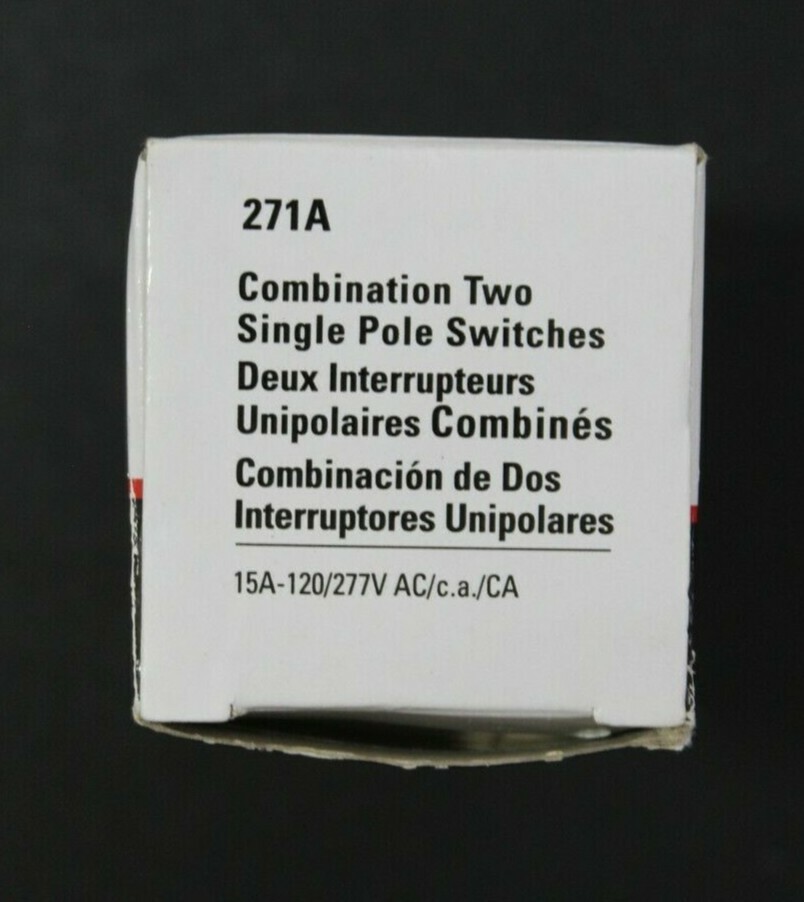 271A
Combination Two
Single Pole Switches
Deux Interrupteurs
Unipolaires Combinés
Combinación de Dos
Interruptores Unipolares
15A-120/277V AC/c.a./CA